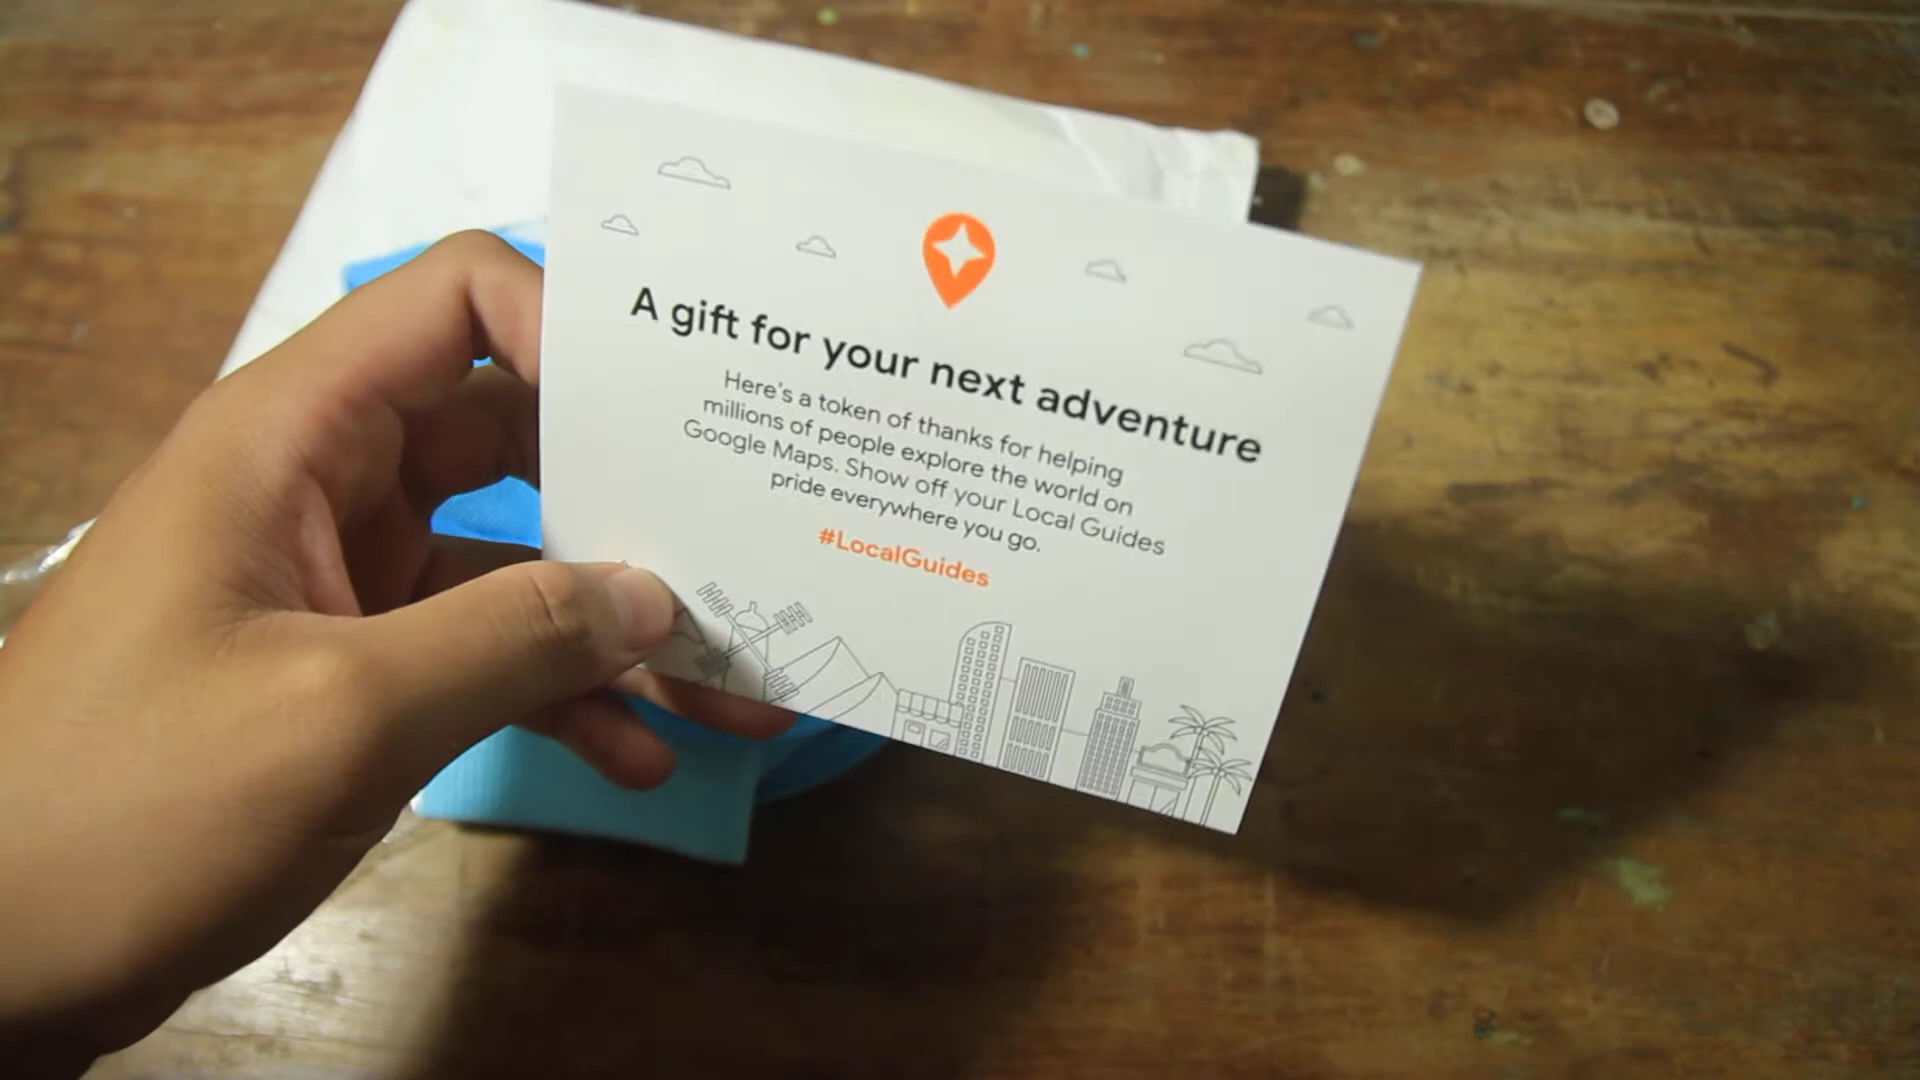 A gift for your next adventure
Here's a token of thanks for helping
millions of people explore the world on
Google Maps. Show off your Local Guides
pride everywhere you go.
#LocalGuides